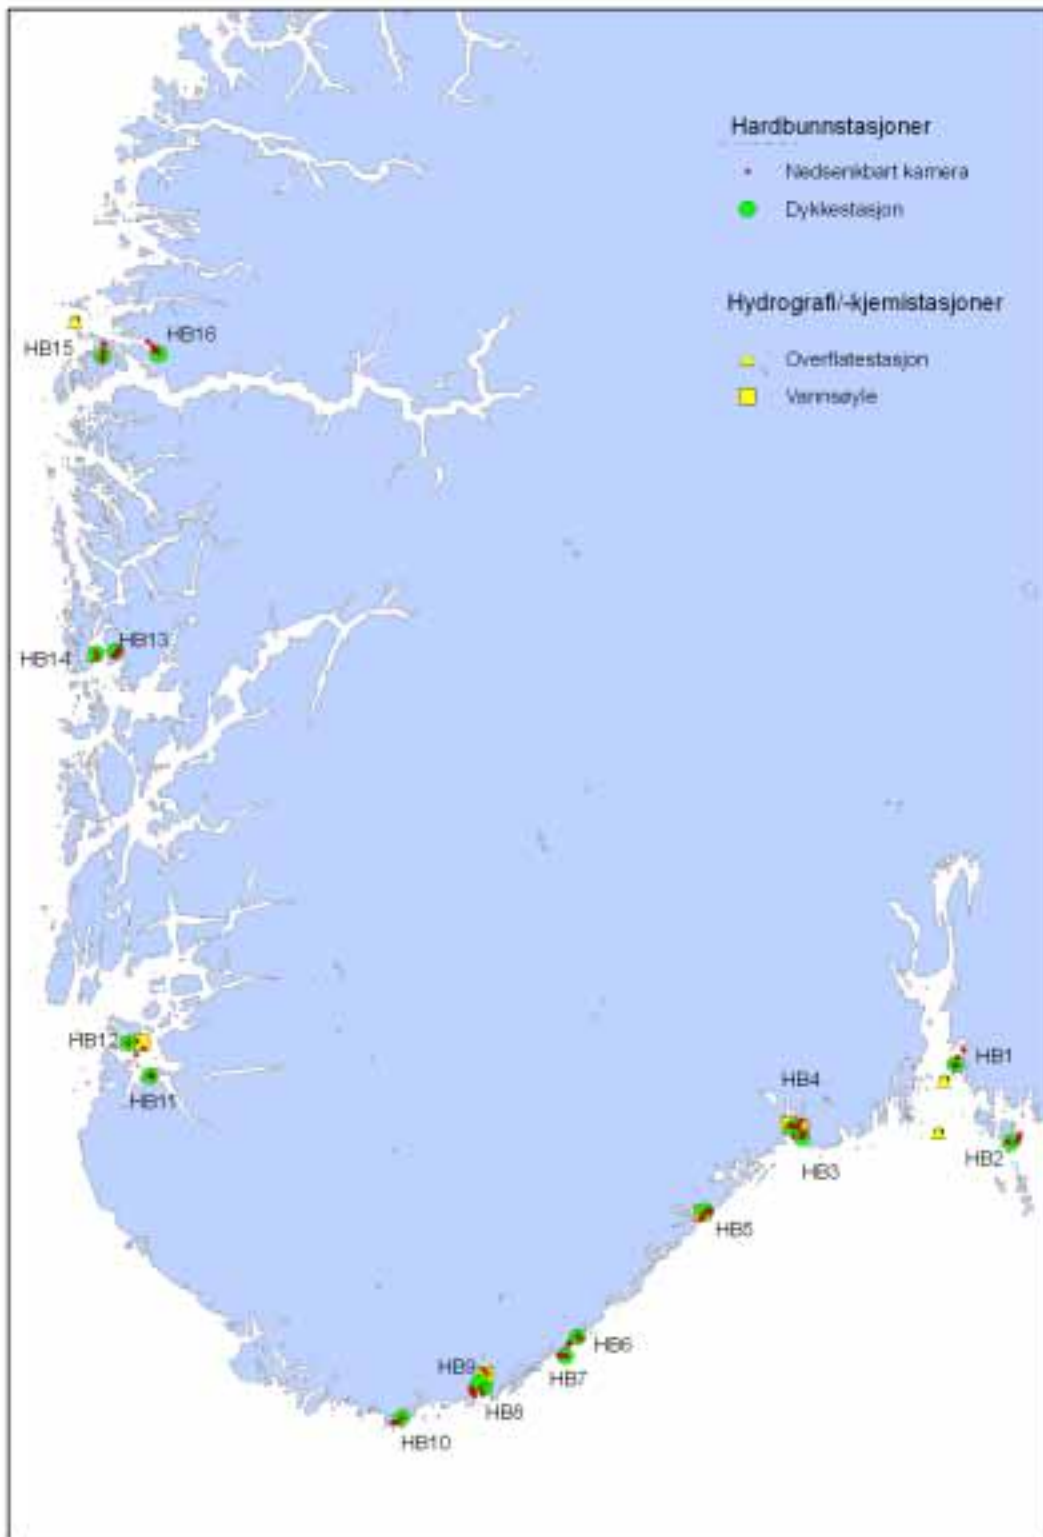 Hardbunnstasjoner
Nedsenkbart kamera
Dykkestasjon
Hydrografi/-kjemistasjoner
Overflatestasjon
Vannsøyle
HB16
HB15
HB13
HB14
HB12
HB11
HB1
HB4
HB2
HB3
HB5
HB6
HB9
HB7
HB8
HB10